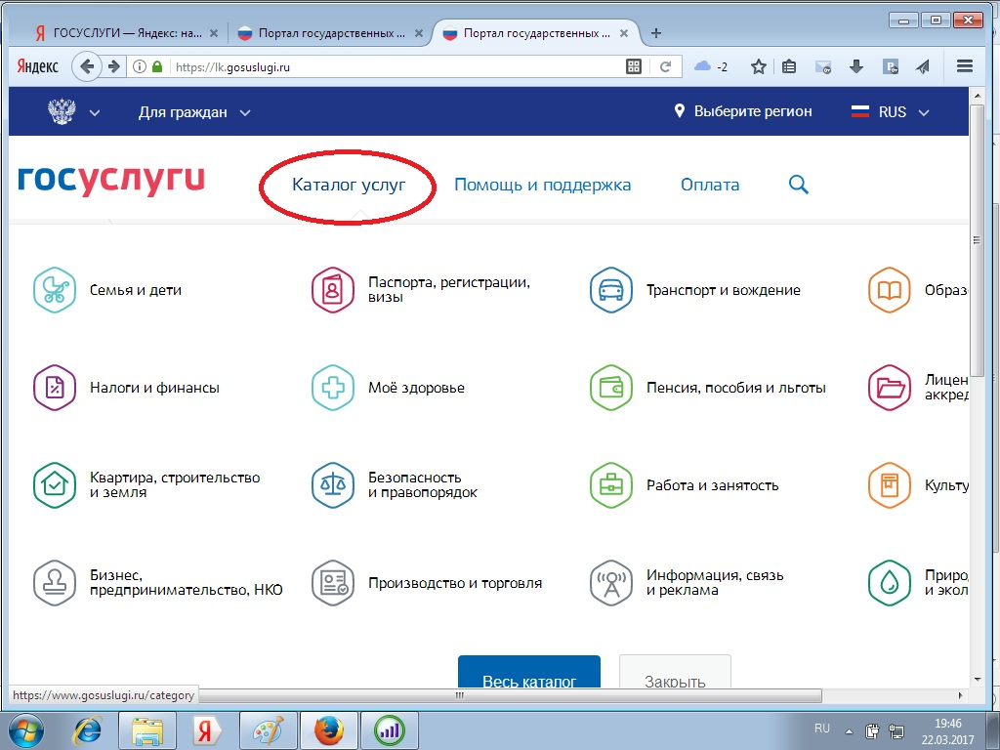 ГОСУСЛУГИ — Яндекс: на...
Портал государственных ...
Портал государственных ...
Яндекс
https://lk.gosuslugi.ru
-2
Для граждан
Выберите регион
RUS
госуслуги
Каталог услуг
Помощь и поддержка
Оплата
Семья и дети
Паспорта, регистрации,
визы
Транспорт и вождение
Образо
Налоги и финансы
Моё здоровье
Пенсия, пособия и льготы
Лицен
аккред
Квартира, строительство
и земля
Безопасность
и правопорядок
Работа и занятость
Культу
Бизнес,
предпринимательство, НКО
Производство и торговля
Информация, связь
и реклама
Природ
и экол
Весь каталог
Закрыть
https://www.gosuslugi.ru/category
RU
19:46
22.03.2017